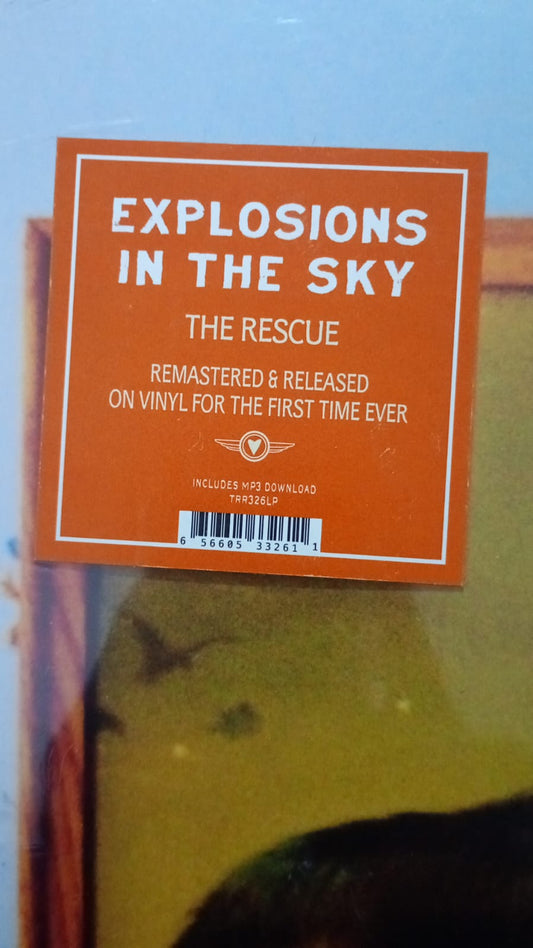 EXPLOSIONS
IN THE SKY
THE RESCUE
REMASTERED & RELEASED
ON VINYL FOR THE FIRST TIME EVER
INCLUDES MP3 DOWNLOAD
TRR326LP
6 56605 33261 1